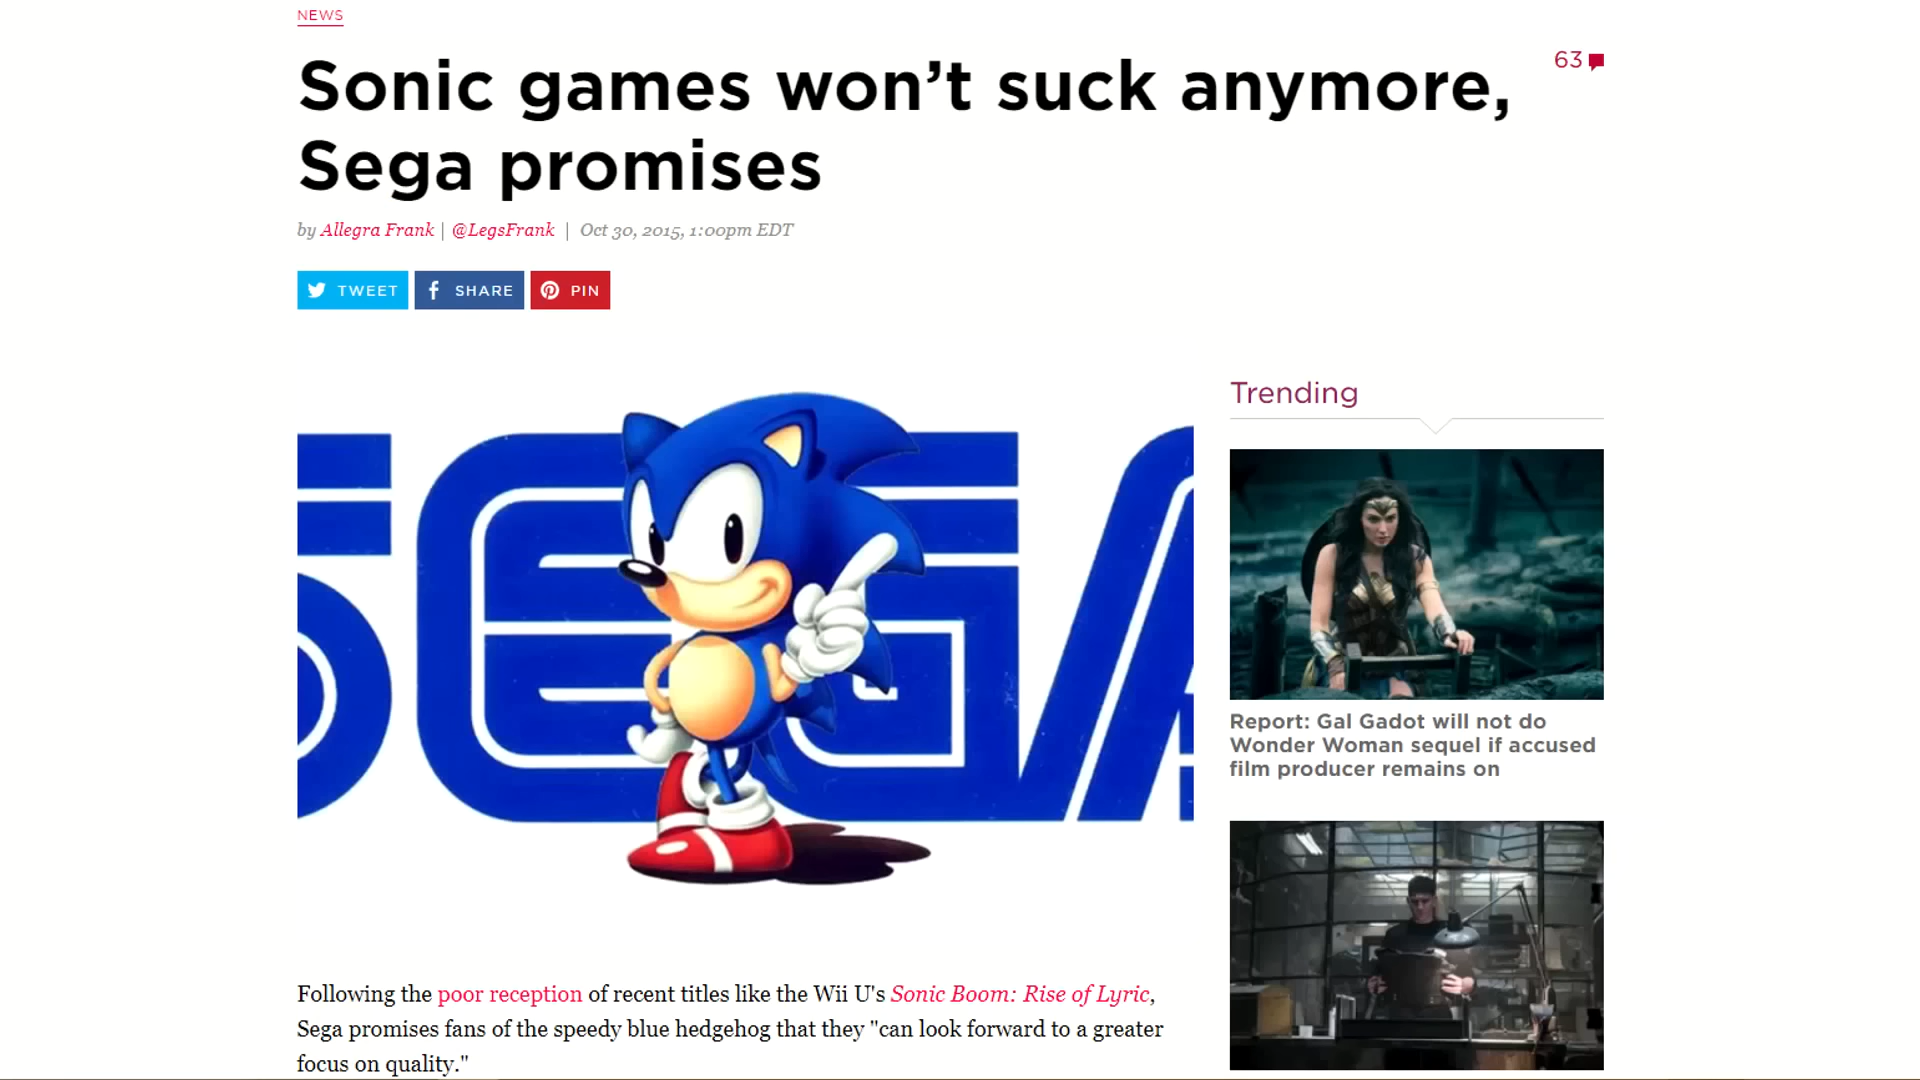 NEWS
Sonic games won’t suck anymore,
Sega promises
63
by Allegra Frank | @LegsFrank | Oct 30, 2015, 1:00pm EDT
TWEET SHARE PIN
SEGA
Trending
Report: Gal Gadot will not do
Wonder Woman sequel if accused
film producer remains on
Following the poor reception of recent titles like the Wii U's Sonic Boom: Rise of Lyric,
Sega promises fans of the speedy blue hedgehog that they "can look forward to a greater
focus on quality."